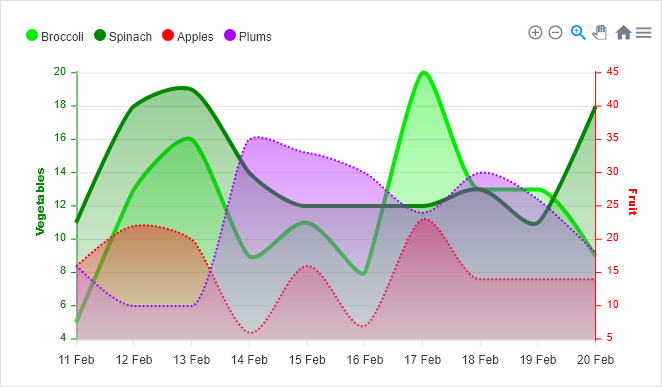 Broccoli Spinach Apples Plums
20 45
18 40
16 35
14 30
12 25
10 20
8 15
6 10
4 5
Vegetables
Fruit
11 Feb 12 Feb 13 Feb 14 Feb 15 Feb 16 Feb 17 Feb 18 Feb 19 Feb 20 Feb